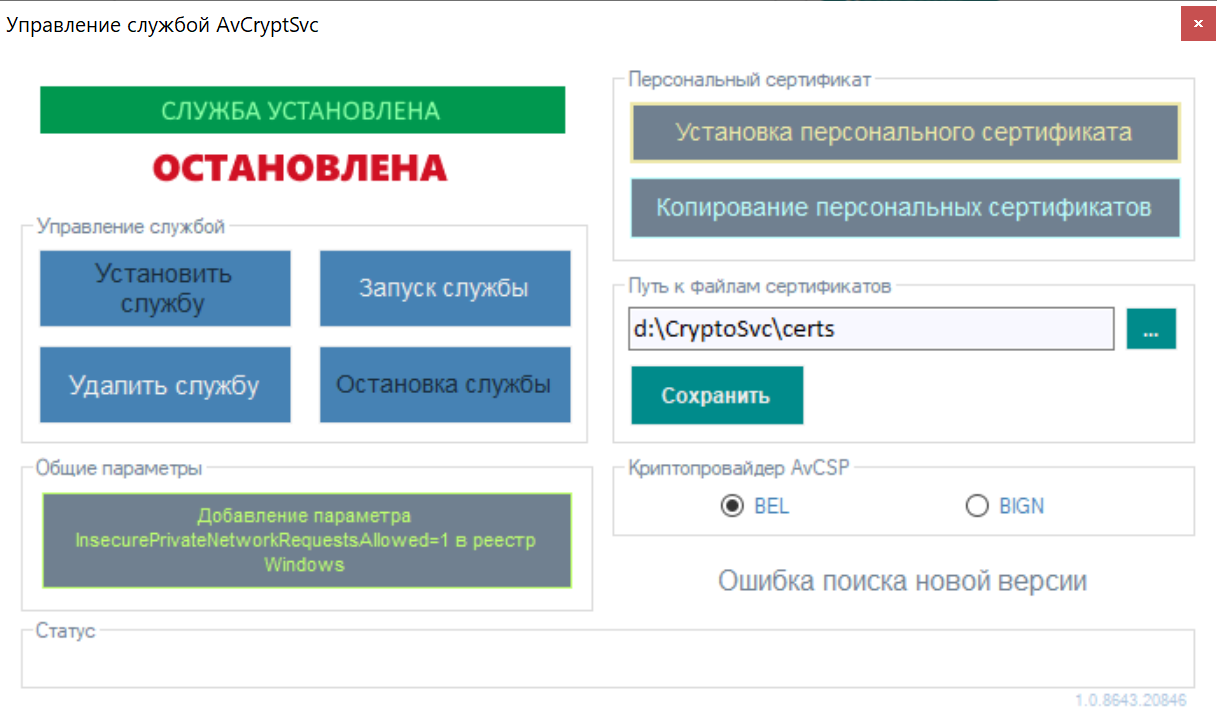 Управление службой AvCryptSvc
×
СЛУЖБА УСТАНОВЛЕНА
ОСТАНОВЛЕНА
Управление службой
Установить
службу
Запуск службы
Удалить службу
Остановка службы
Общие параметры
Добавление параметра
InsecurePrivateNetworkRequestsAllowed=1 в реестр
Windows
Персональный сертификат
Установка персонального сертификата
Копирование персональных сертификатов
Путь к файлам сертификатов
d:\CryptoSvc\certs
...
Сохранить
Криптопровайдер AvCSP
BEL
BIGN
Ошибка поиска новой версии
Статус
1.0.8643.20846